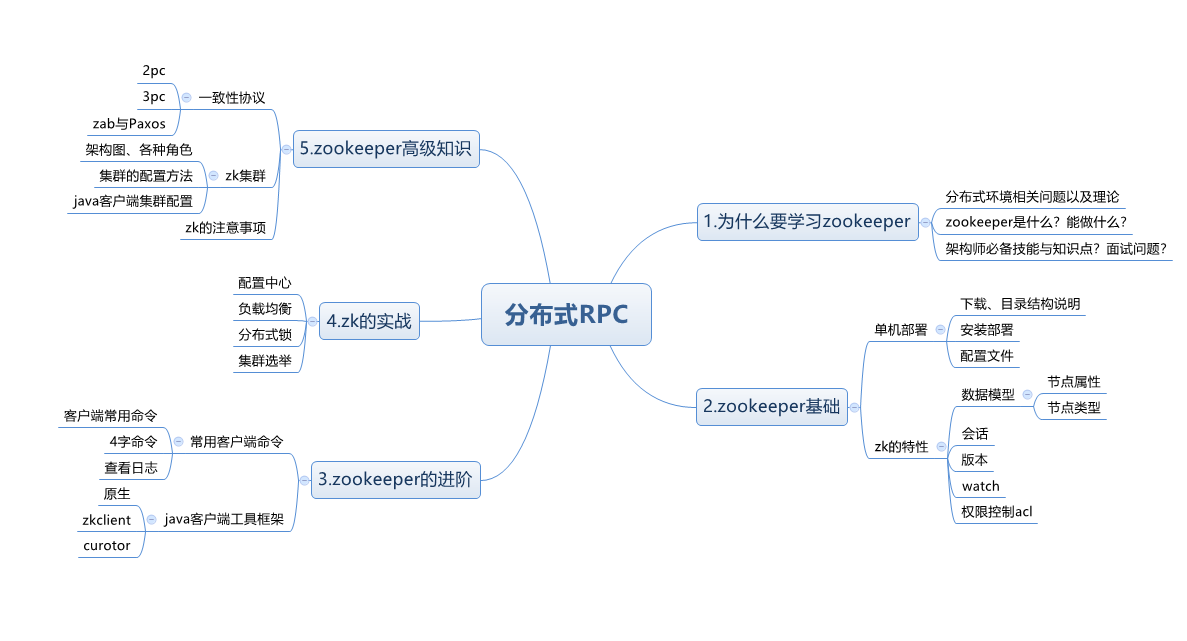 分布式RPC
1.为什么要学习zookeeper
分布式环境相关问题以及理论
zookeeper是什么？能做什么？
架构师必备技能与知识点？面试问题？
2.zookeeper基础
单机部署
下载、目录结构说明
安装部署
配置文件
zk的特性
数据模型
节点属性
节点类型
会话
版本
watch
权限控制acl
3.zookeeper的进阶
常用客户端命令
客户端常用命令
4字命令
查看日志
java客户端工具框架
原生
zkclient
curotor
4.zk的实战
配置中心
负载均衡
分布式锁
集群选举
5.zookeeper高级知识
一致性协议
2pc
3pc
zab与Paxos
zk集群
架构图、各种角色
集群的配置方法
java客户端集群配置
zk的注意事项